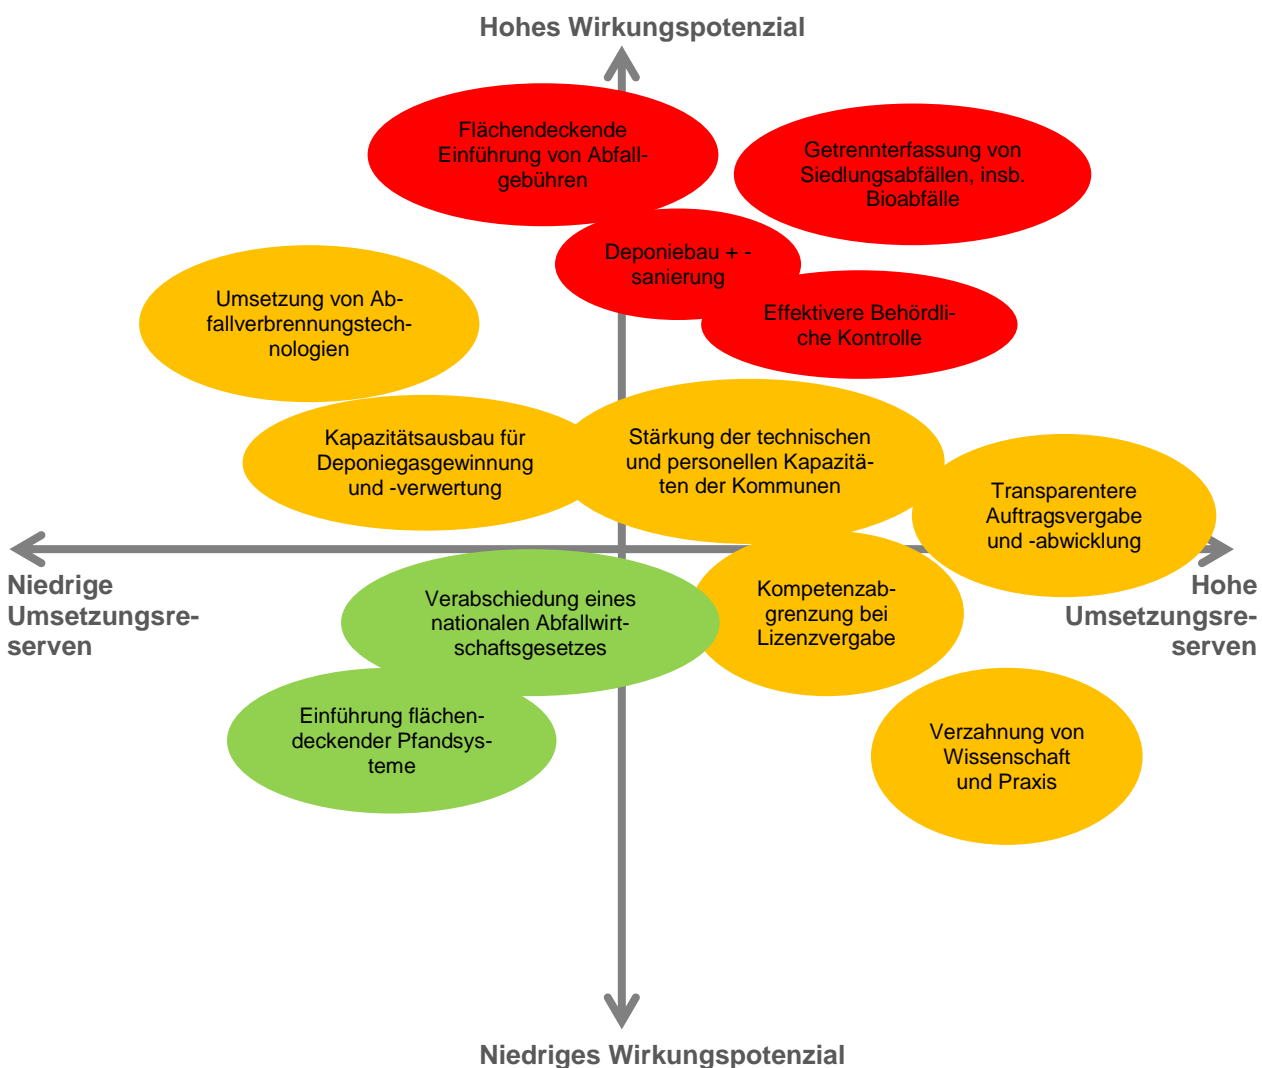 Hohes Wirkungspotenzial
Flächendeckende
Einführung von Abfall-
gebühren
Getrennterfassung von
Siedlungsabfällen, insb.
Bioabfälle
Deponiebau + -
sanierung
Effektivere Behördli-
che Kontrolle
Umsetzung von Ab-
fallverbrennungstech-
nologien
Kapazitätsausbau für
Deponiegasgewinnung
und -verwertung
Stärkung der technischen
und personellen Kapazitä-
ten der Kommunen
Transparentere
Auftragsvergabe
und -abwicklung
Niedrige
Umsetzungsre-
serven
Hohe
Umsetzungsre-
serven
Verabschiedung eines
nationalen Abfallwirt-
schaftsgesetzes
Kompetenzab-
grenzung bei
Lizenzvergabe
Einführung flächen-
deckender Pfandsys-
teme
Verzahnung von
Wissenschaft
und Praxis
Niedriges Wirkungspotenzial